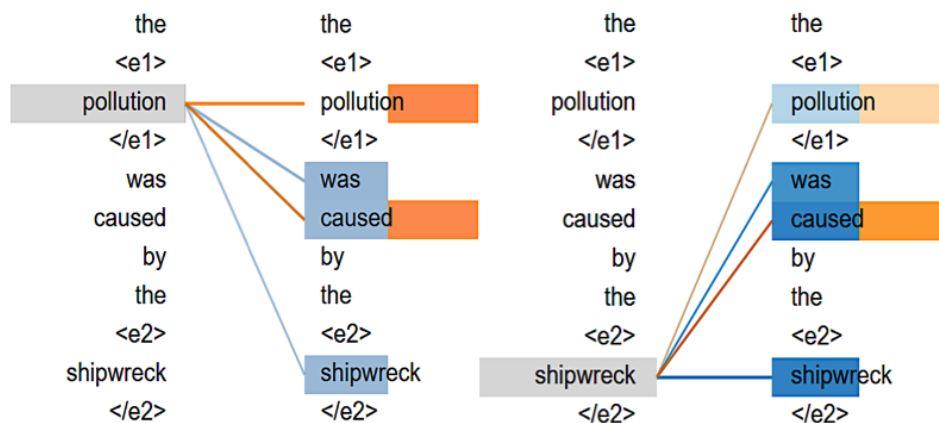 the the the the
<e1> <e1> <e1> <e1>
pollution pollution pollution pollution
</e1> </e1> </e1> </e1>
was was was was
caused caused caused caused
by by by by
the the the the
<e2> <e2> <e2> <e2>
shipwreck shipwreck shipwreck shipwreck
</e2> </e2> </e2> </e2>